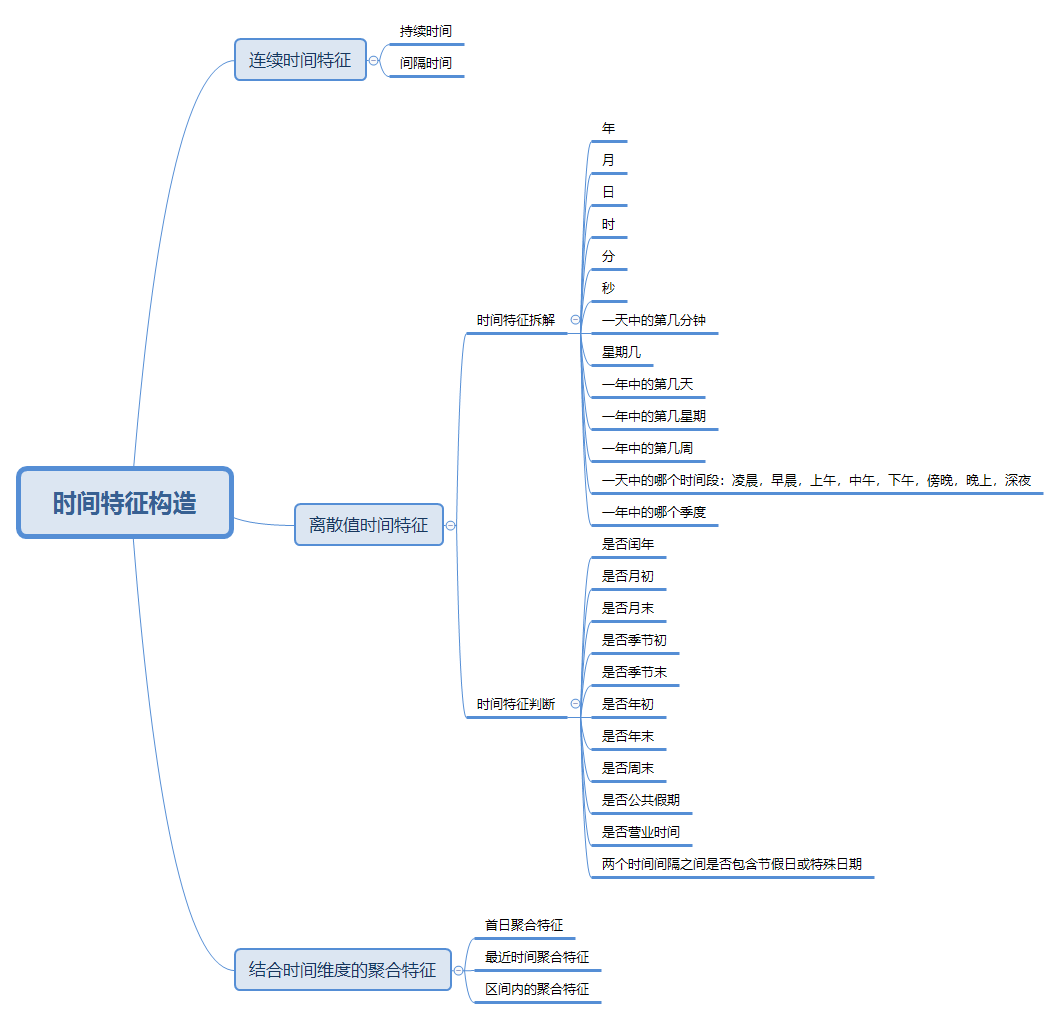 时间特征构造
连续时间特征
持续时间
间隔时间
离散值时间特征
时间特征拆解
年
月
日
时
分
秒
一天中的第几分钟
星期几
一年中的第几天
一年中的第几星期
一年中的第几周
一天中的哪个时间段：凌晨，早晨，上午，中午，下午，傍晚，晚上，深夜
一年中的哪个季度
时间特征判断
是否闰年
是否月初
是否月末
是否季节初
是否季节末
是否年初
是否年末
是否周末
是否公共假期
是否营业时间
两个时间间隔之间是否包含节假日或特殊日期
结合时间维度的聚合特征
首日聚合特征
最近时间聚合特征
区间内的聚合特征